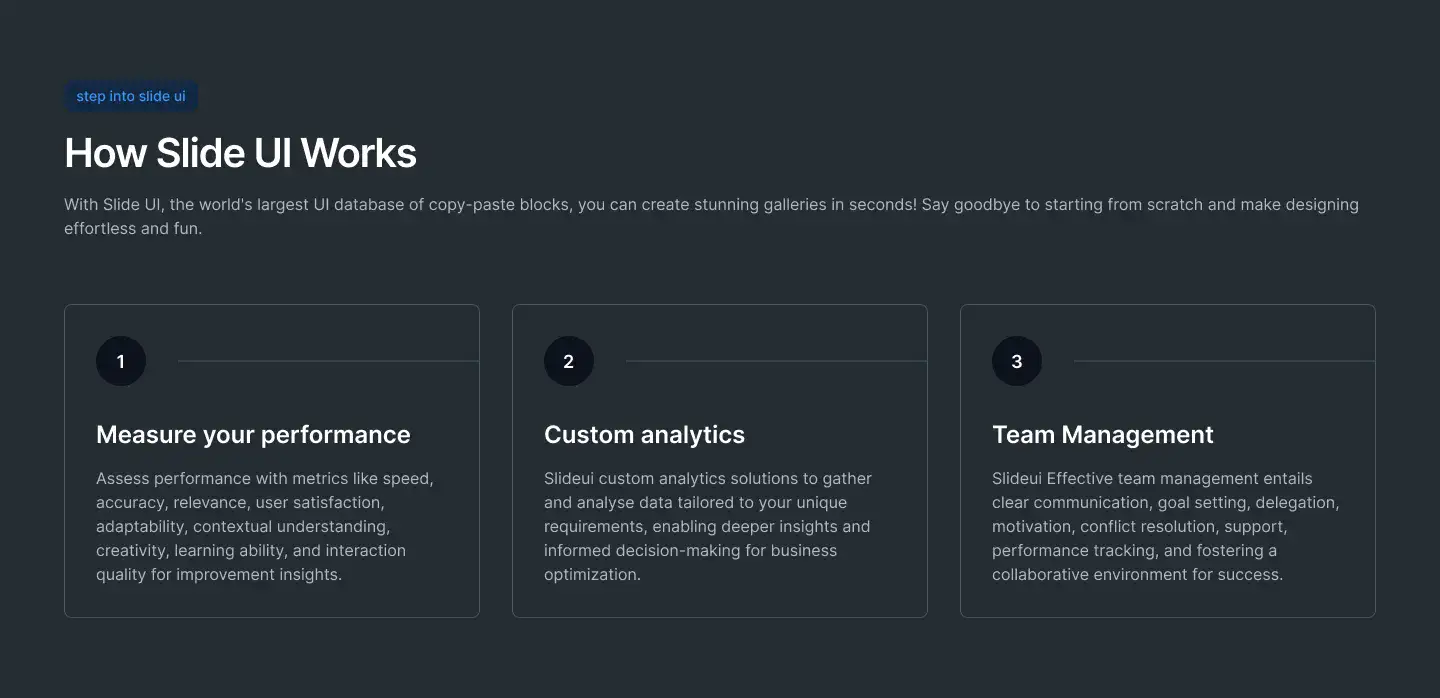 step into slide ui
How Slide UI Works
With Slide UI, the world's largest UI database of copy-paste blocks, you can create stunning galleries in seconds! Say goodbye to starting from scratch and make designing
effortless and fun.
1
Measure your performance
Assess performance with metrics like speed,
accuracy, relevance, user satisfaction,
adaptability, contextual understanding,
creativity, learning ability, and interaction
quality for improvement insights.
2
Custom analytics
Slideui custom analytics solutions to gather
and analyse data tailored to your unique
requirements, enabling deeper insights and
informed decision-making for business
optimization.
3
Team Management
Slideui Effective team management entails
clear communication, goal setting, delegation,
motivation, conflict resolution, support,
performance tracking, and fostering a
collaborative environment for success.